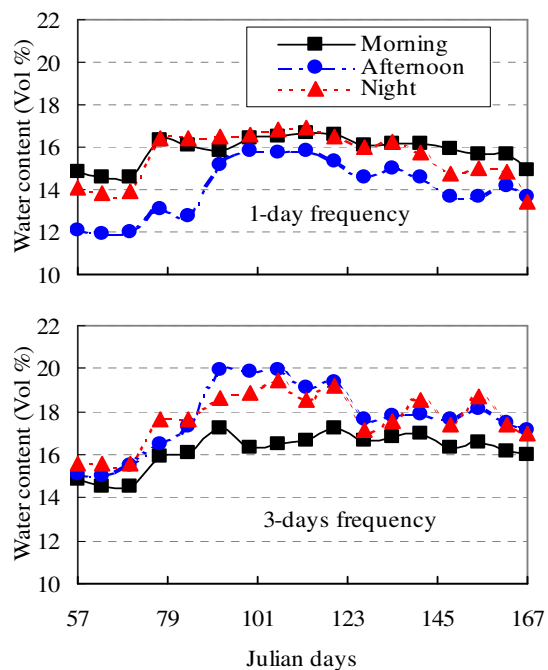 22
20
18
16
14
12
10
Water content (Vol %)
Morning
Afternoon
Night
1-day frequency
22
20
18
16
14
12
10
Water content (Vol %)
3-days frequency
57 79 101 123 145 167
Julian days